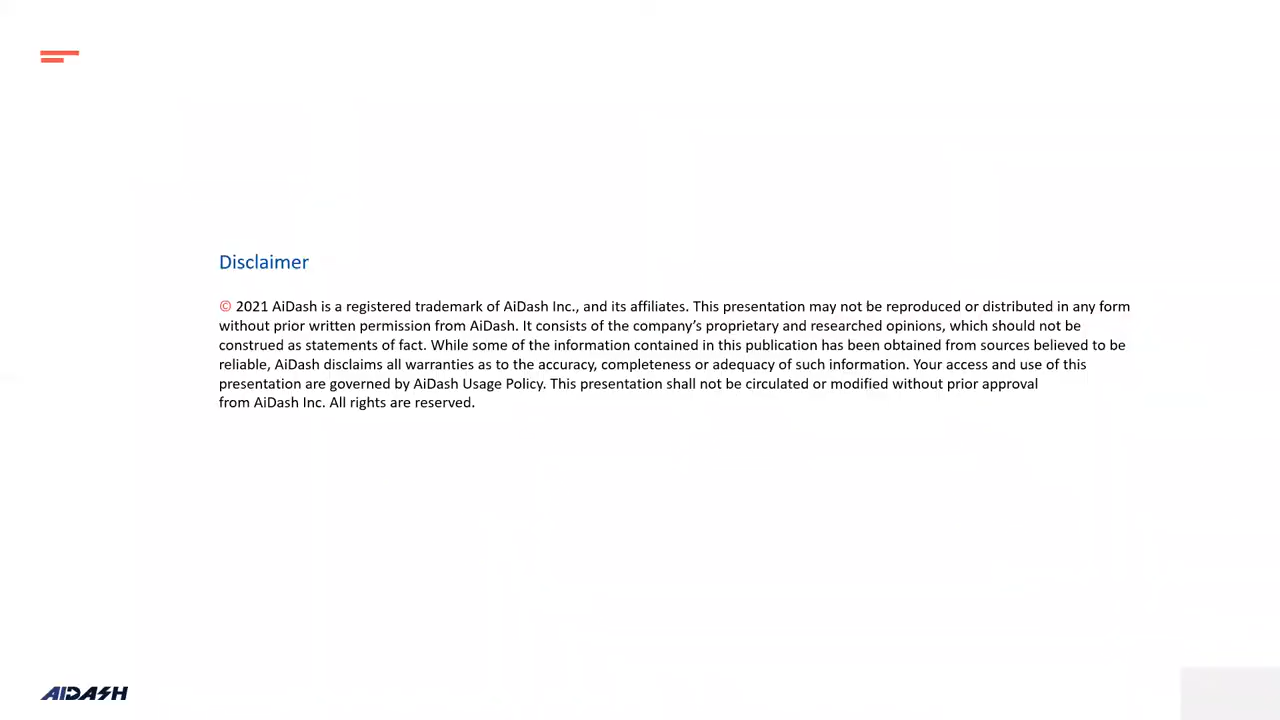 Disclaimer
© 2021 AiDash is a registered trademark of AiDash Inc., and its affiliates. This presentation may not be reproduced or distributed in any form
without prior written permission from AiDash. It consists of the company’s proprietary and researched opinions, which should not be
construed as statements of fact. While some of the information contained in this publication has been obtained from sources believed to be
reliable, AiDash disclaims all warranties as to the accuracy, completeness or adequacy of such information. Your access and use of this
presentation are governed by AiDash Usage Policy. This presentation shall not be circulated or modified without prior approval
from AiDash Inc. All rights are reserved.
AIDASH